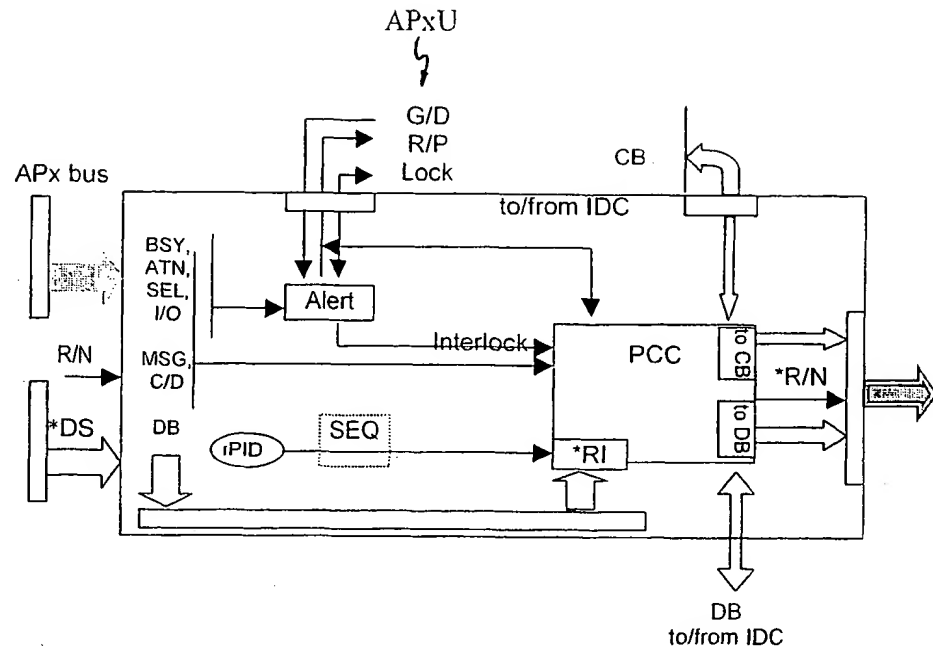 APxU
G/D
R/P
Lock
CB
APx bus
to/from IDC
BSY,
ATN,
SEL,
I/O
Alert
Interlock
PCC
to CB
R/N
MSG,
C/D
*R/N
*DS
DB
rPID
SEQ
*RI
to DB
DB
to/from IDC